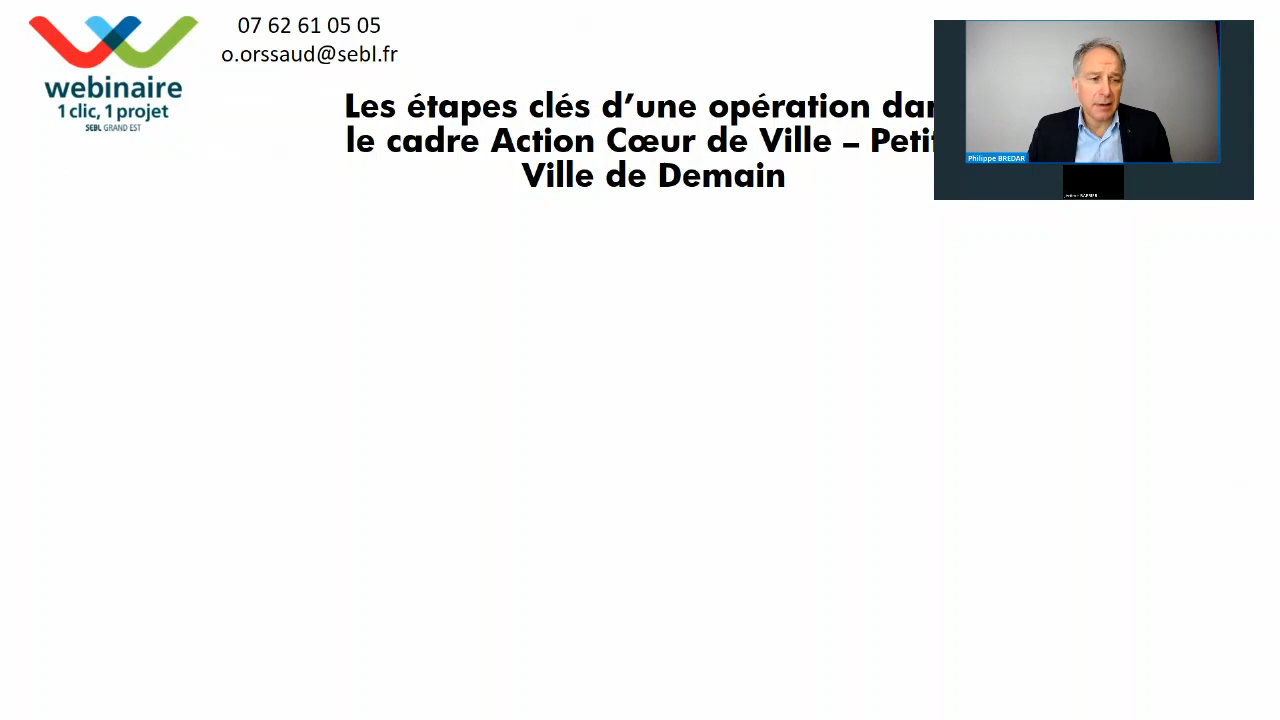 07 62 61 05 05
o.orssaud@sebl.fr
webinaire
1 clic, 1 projet
SEBL GRAND EST
Les étapes clés d’une opération dan
le cadre Action Cœur de Ville – Petit
Ville de Demain
Philippe BREDAR